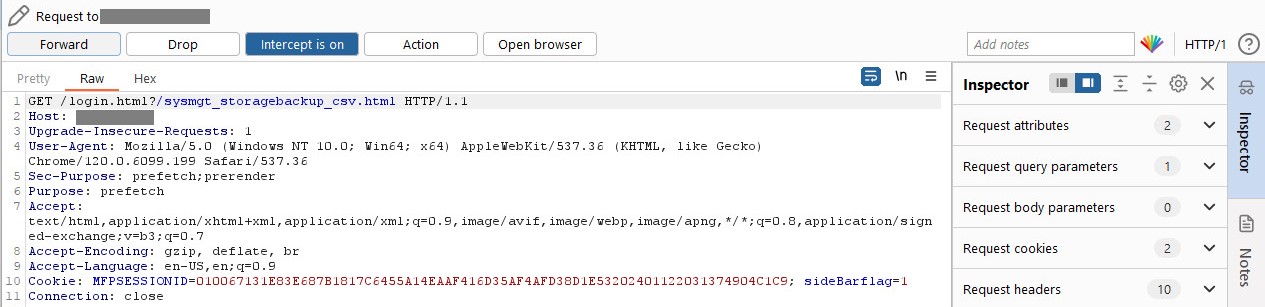 Request to
Forward Drop Intercept is on Action Open browser Add notes HTTP/1 ?
Pretty Raw Hex \n
1 GET /login.html?/sysmgt_storagebackup_csv.html HTTP/1.1
2 Host:
3 Upgrade-Insecure-Requests: 1
4 User-Agent: Mozilla/5.0 (Windows NT 10.0; Win64; x64) AppleWebKit/537.36 (KHTML, like Gecko)
Chrome/120.0.6099.199 Safari/537.36
5 Sec-Purpose: prefetch;prerender
6 Purpose: prefetch
7 Accept:
text/html,application/xhtml+xml,application/xml;q=0.9,image/avif,image/webp,image/apng,*/*;q=0.8,application/sign
ed-exchange;v=b3;q=0.7
8 Accept-Encoding: gzip, deflate, br
9 Accept-Language: en-US,en;q=0.9
10 Cookie: MFPSESSIONID=010067131E83E687B1817C6455A14EAAF416D35AF4AFD38D1E53202401122031374904C1C9; sideBarflag=1
11 Connection: close
Inspector
Request attributes 2
Request query parameters 1
Request body parameters 0
Request cookies 2
Request headers 10
Inspector
Notes